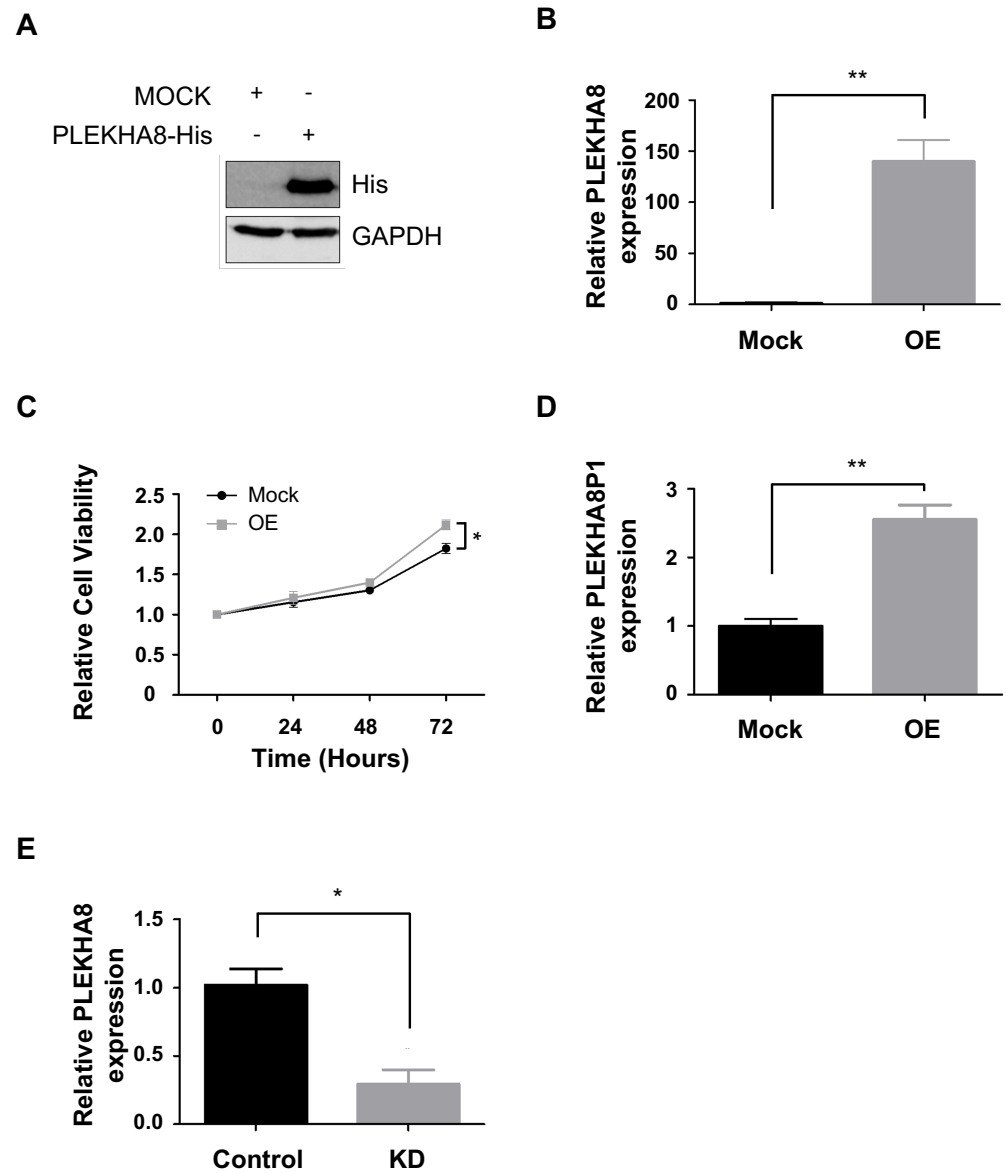 A
MOCK + -
PLEKHA8-His - +
His
GAPDH
B
**
Relative PLEKHA8
expression
200
150
100
50
0
Mock OE
C
Mock
OE
Relative Cell Viability
2.5
2.0
1.5
1.0
0.5
0
*
0 24 48 72
Time (Hours)
D
**
Relative PLEKHA8P1
expression
3
2
1
0
Mock OE
E
*
Relative PLEKHA8
expression
1.5
1.0
0.5
0.0
Control KD